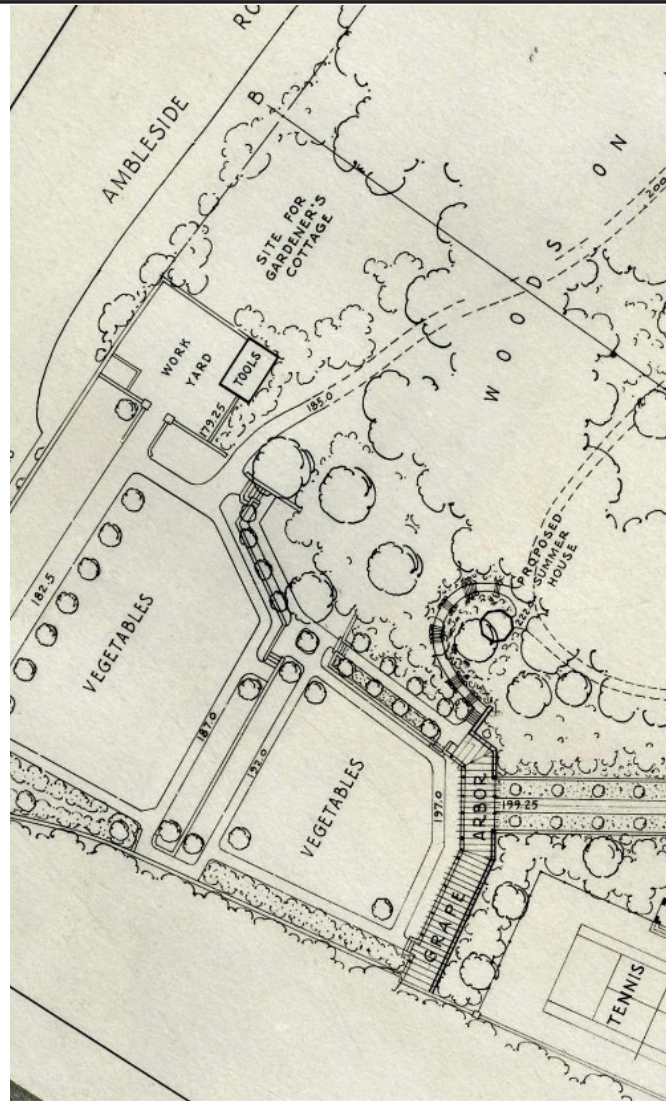 AMBLESIDE
RO
B
O N
200
SITE FOR
GARDENER'S
COTTAGE
W O O D S
WORK
YARD
TOOLS
179.25
185.0
PROPOSED
SUMMER
HOUSE
182.5
VEGETABLES
187.0
192.0
VEGETABLES
197.0
GRAPE ARBOR
199.25
TENNIS